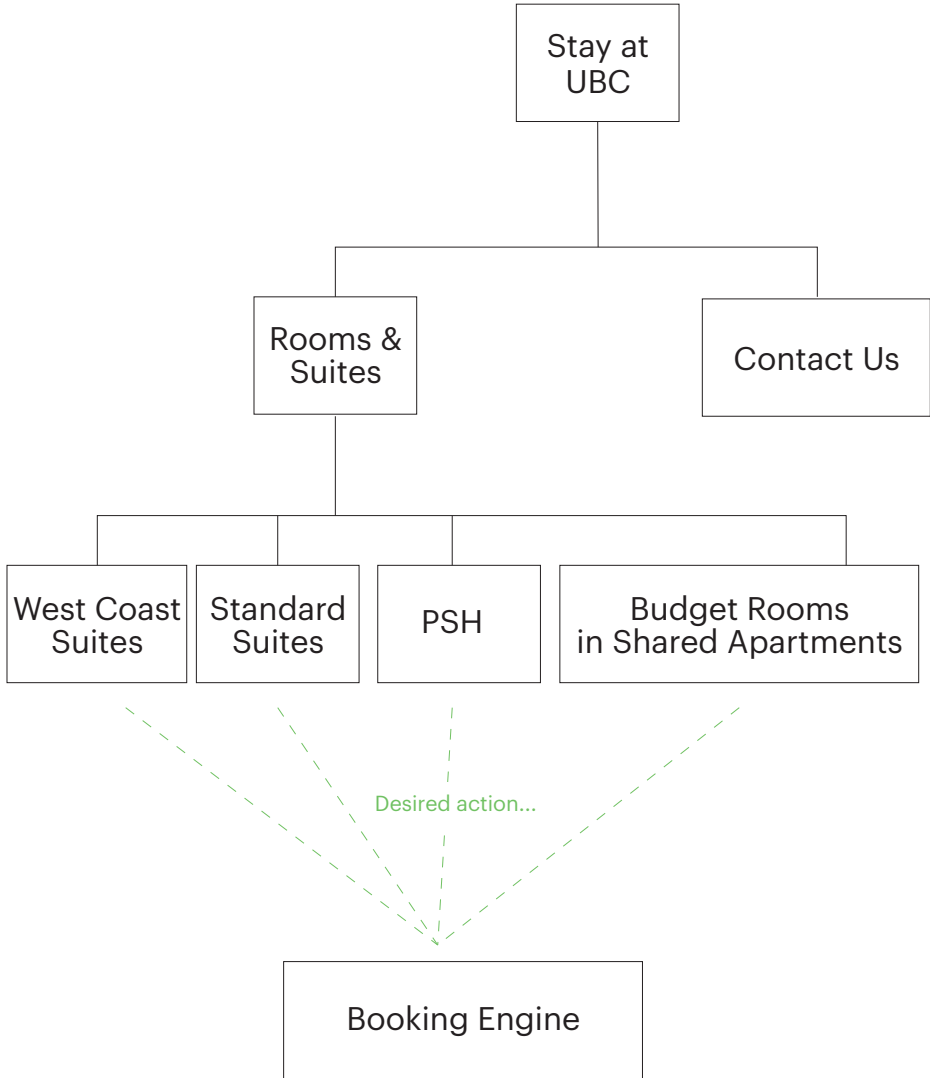 Stay at
UBC
Rooms &
Suites
Contact Us
West Coast
Suites
Standard
Suites
PSH
Budget Rooms
in Shared Apartments
Desired action...
Booking Engine